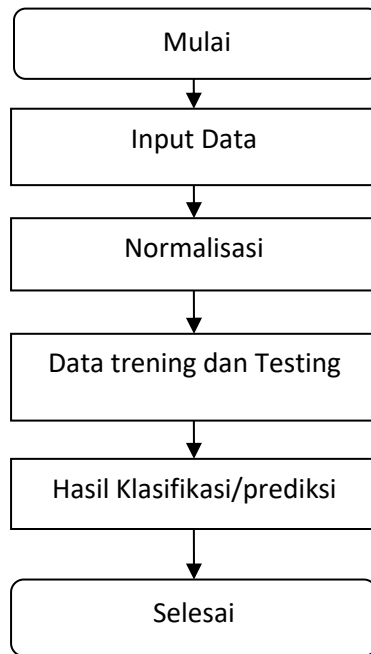 Mulai
Input Data
Normalisasi
Data trening dan Testing
Hasil Klasifikasi/prediksi
Selesai